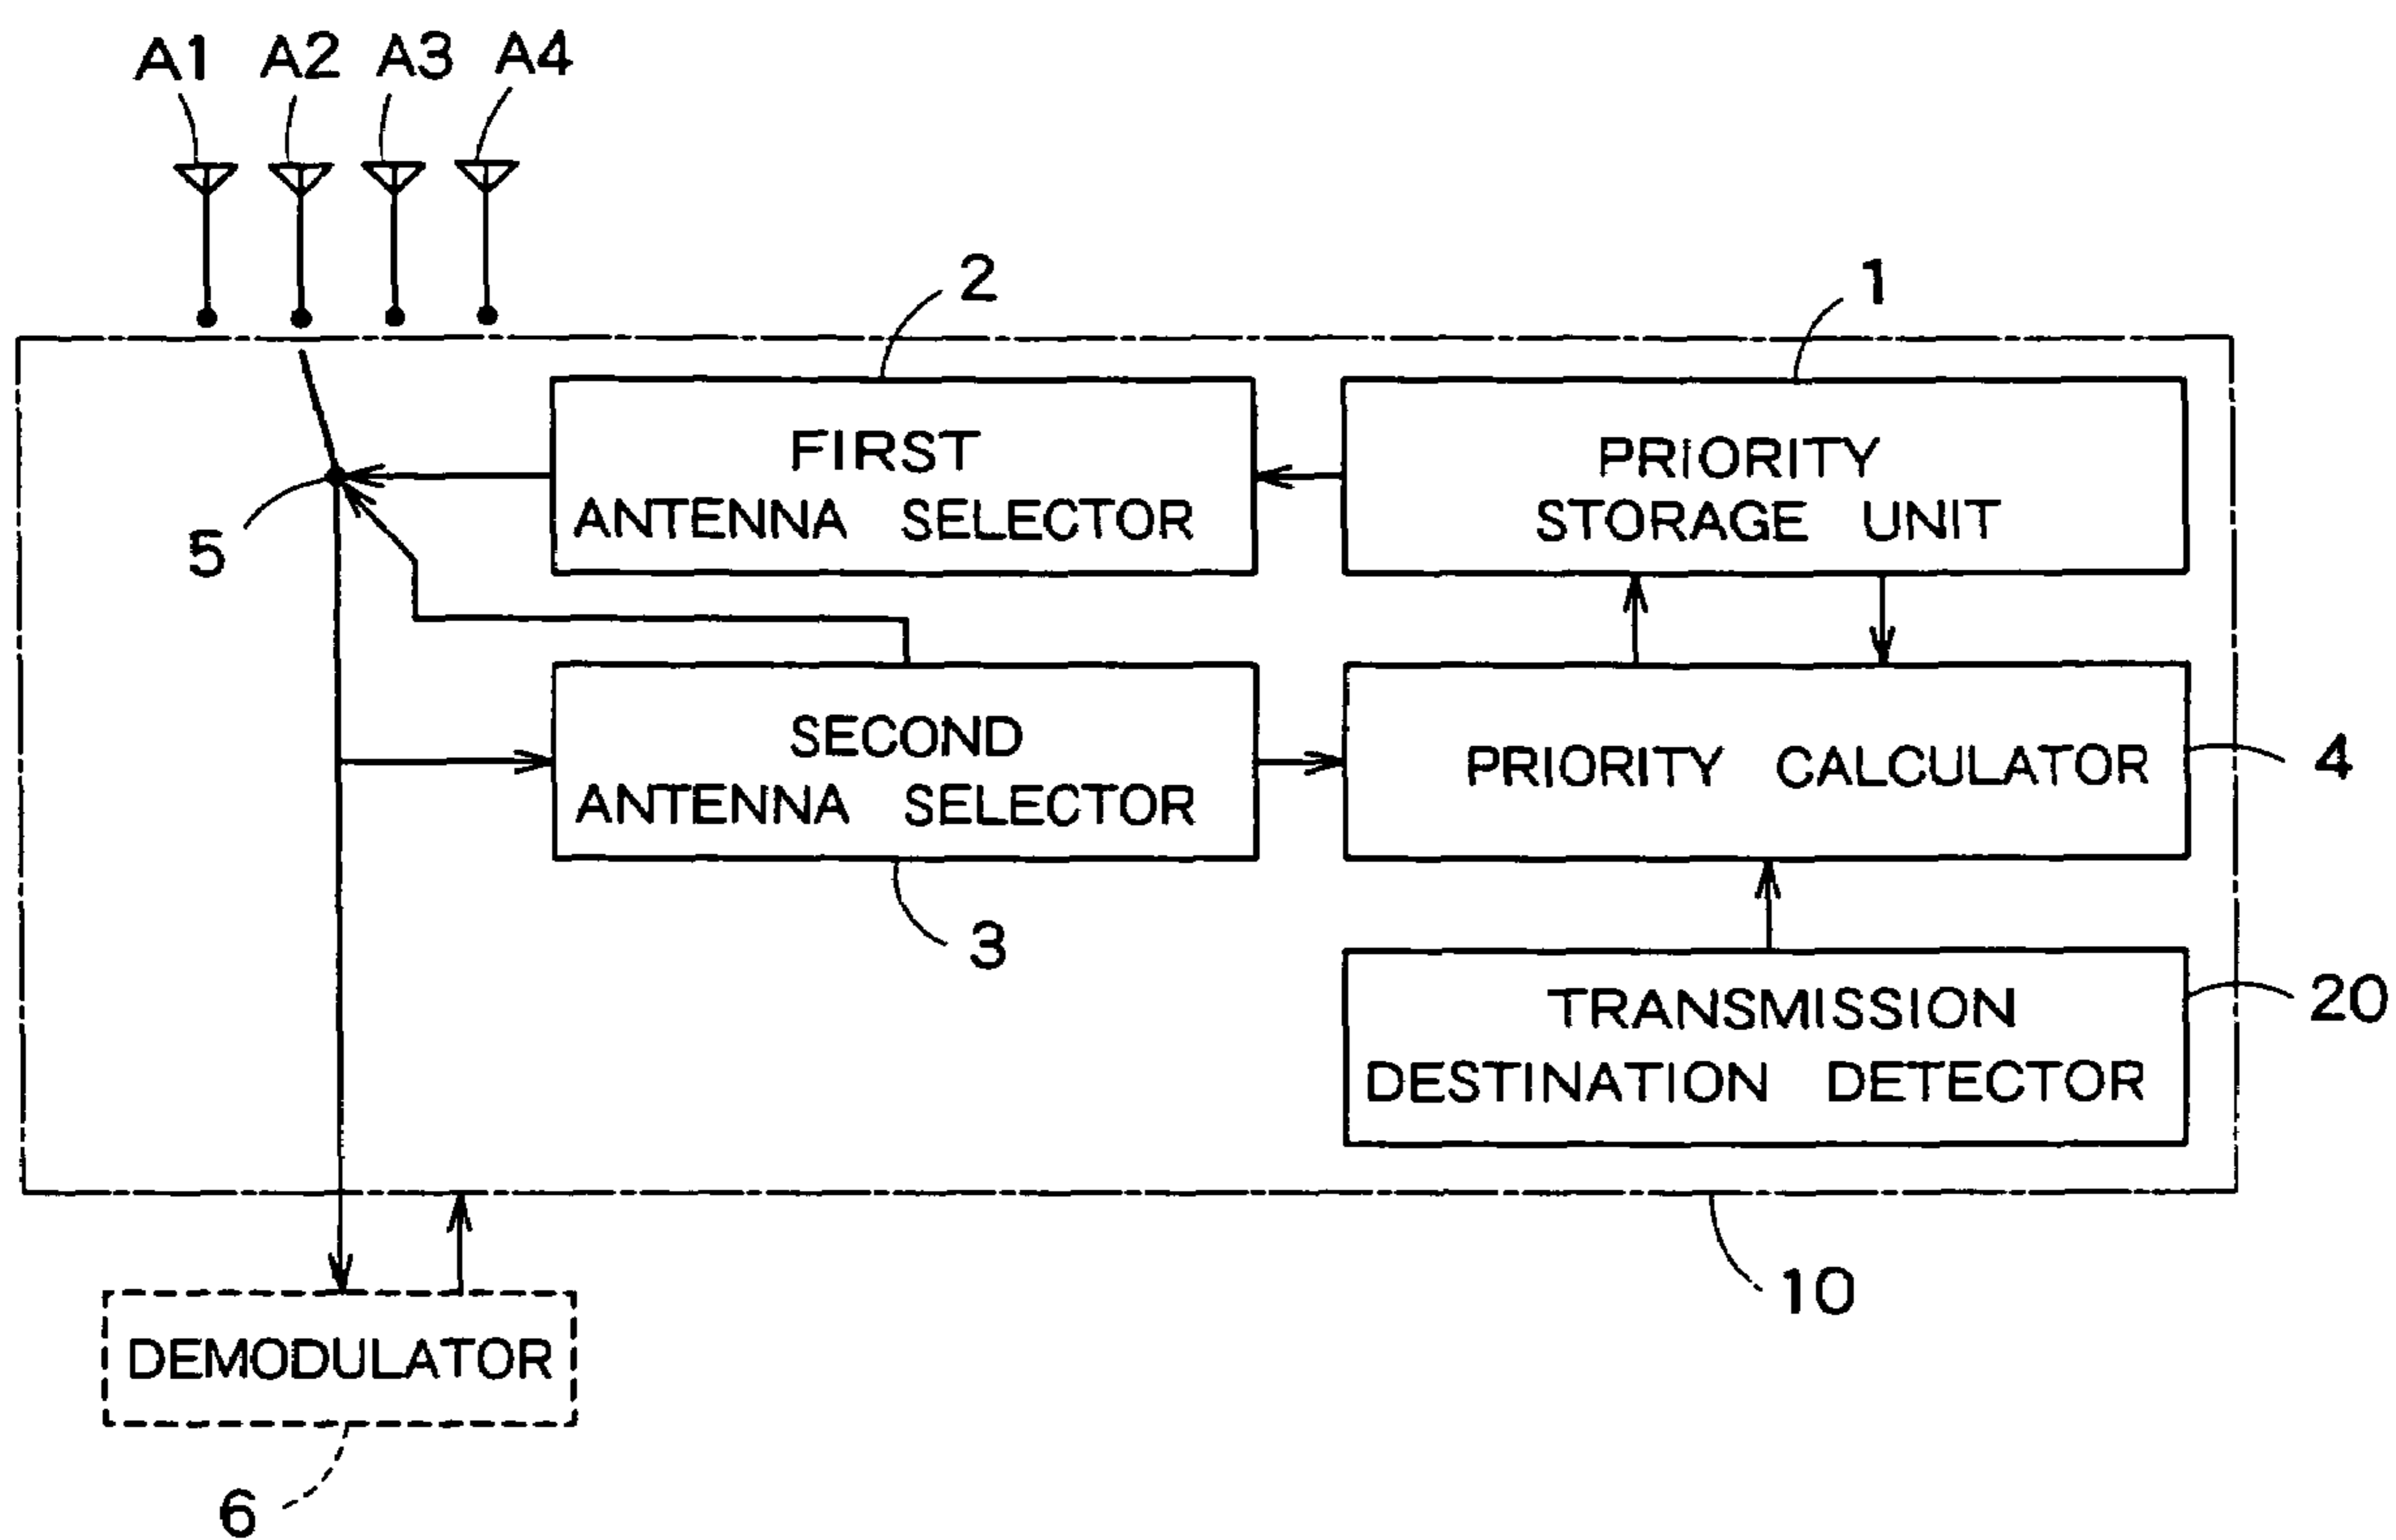 A1 A2 A3 A4
2
1
FIRST
ANTENNA SELECTOR
PRIORITY
STORAGE UNIT
5
SECOND
ANTENNA SELECTOR
PRIORITY CALCULATOR
4
3
TRANSMISSION
DESTINATION DETECTOR
20
10
DEMODULATOR
6